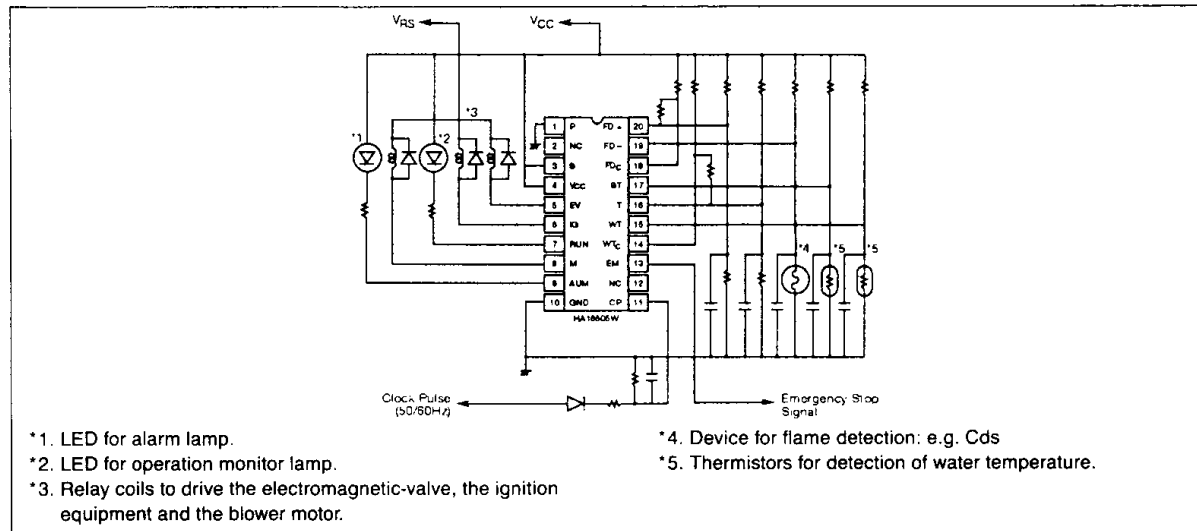 VRS
VCC
*3
*1
*2
1 P FD+ 20
2 NC FD- 19
3 B FDC 18
4 VCC BT 17
5 EV T 16
6 IG WT 15
7 RUN WTC 14
8 M EM 13
9 AUM NC 12
10 GND CP 11
HA16605W
*4
*5
*5
Clock Pulse
(50/60Hz)
Emergency Stop
Signal
*1. LED for alarm lamp.
*2. LED for operation monitor lamp.
*3. Relay coils to drive the electromagnetic-valve, the ignition
equipment and the blower motor.
*4. Device for flame detection: e.g. Cds
*5. Thermistors for detection of water temperature.